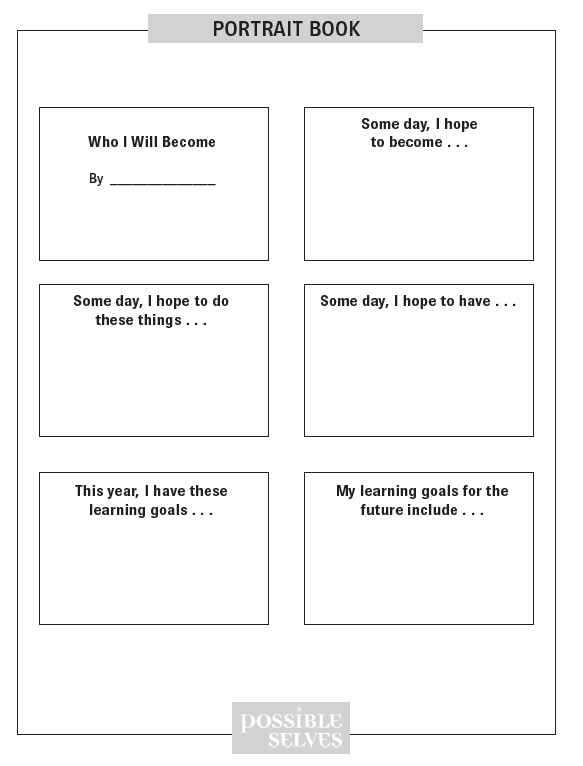 PORTRAIT BOOK
Who I Will Become
By _______________
Some day, I hope
to become . . .
Some day, I hope to do
these things . . .
Some day, I hope to have . . .
This year, I have these
learning goals . . .
My learning goals for the
future include . . .
POSSIBLE
SELVES